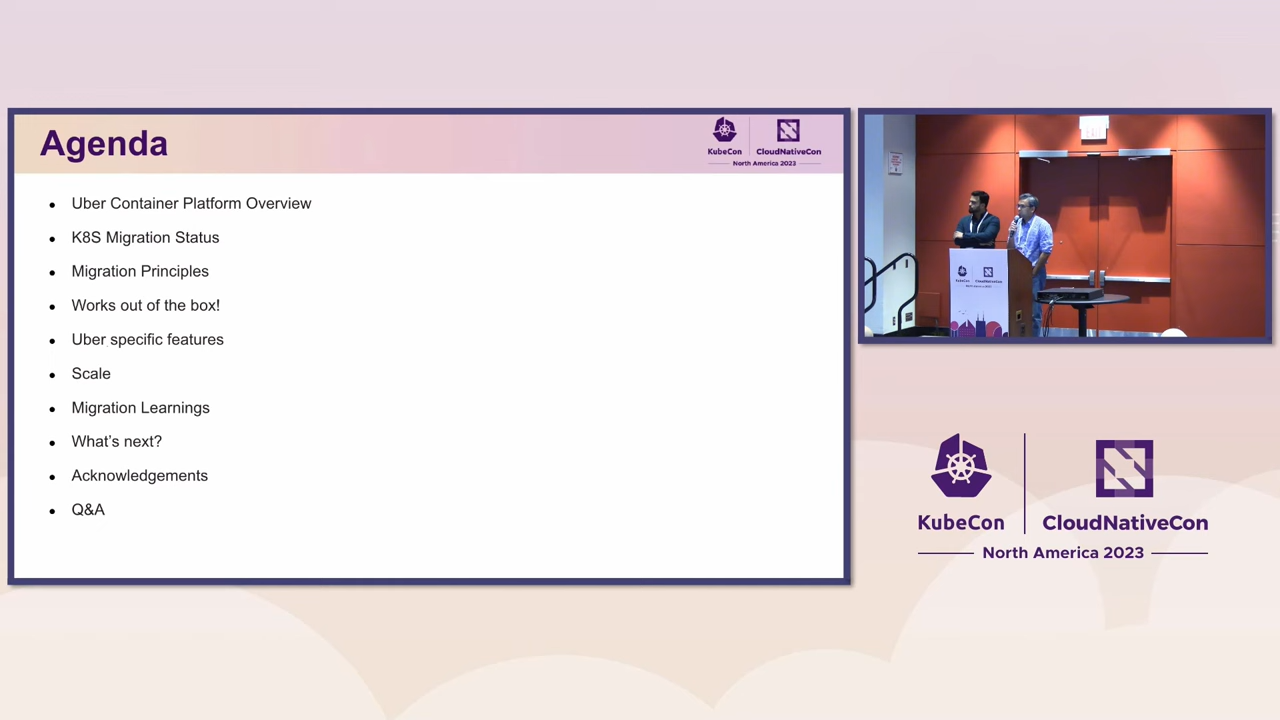 Agenda
KubeCon
CloudNativeCon
North America 2023
Uber Container Platform Overview
K8S Migration Status
Migration Principles
Works out of the box!
Uber specific features
Scale
Migration Learnings
What's next?
Acknowledgements
Q&A
KubeCon
CloudNativeCon
North America 2023